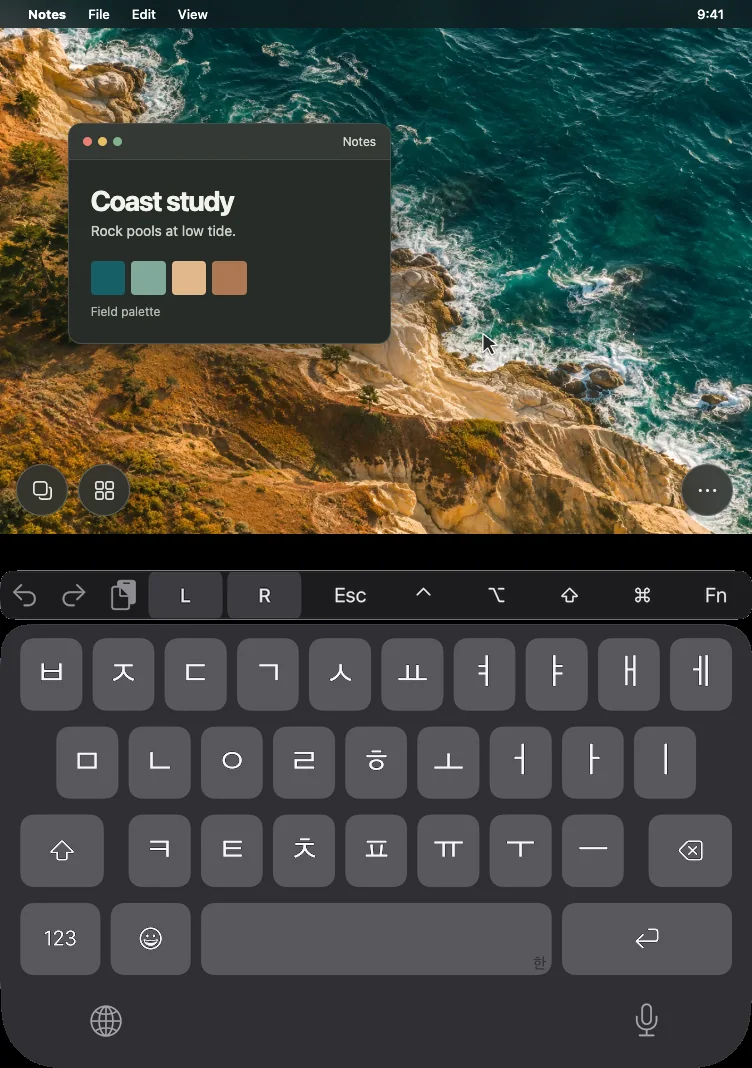 Notes File Edit View 9:41
Notes
Coast study
Rock pools at low tide.
Field palette
L R Esc ^ ⌥ ⇧ ⌘ Fn
ㅂ ㅈ ㄷ ㄱ ㅅ ㅛ ㅕ ㅑ ㅐ ㅔ
ㅁ ㄴ ㅇ ㄹ ㅎ ㅗ ㅓ ㅏ ㅣ
ㅋ ㅌ ㅊ ㅍ ㅠ ㅜ ㅡ
123
한